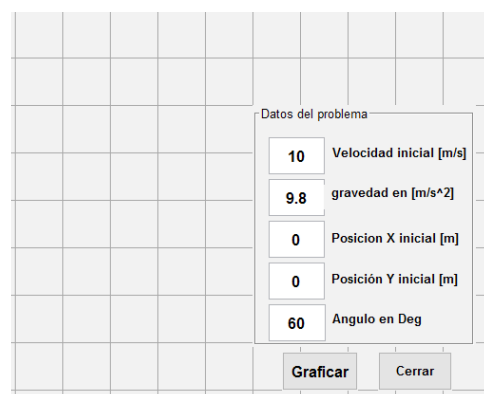 Datos del problema
10 Velocidad inicial [m/s]
9.8 gravedad en [m/s^2]
0 Posicion X inicial [m]
0 Posición Y inicial [m]
60 Angulo en Deg
Graficar Cerrar